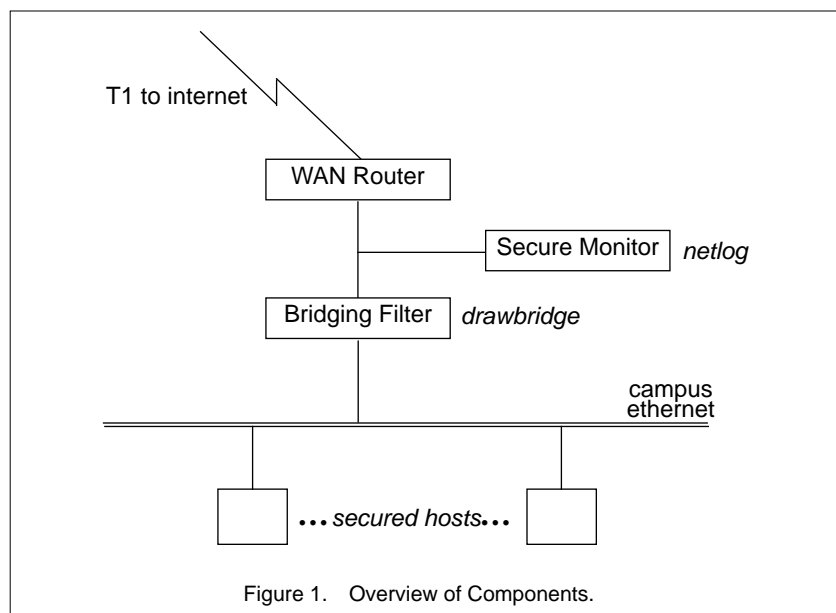 T1 to internet
WAN Router
Secure Monitor netlog
Bridging Filter drawbridge
campus
ethernet
... secured hosts...
Figure 1. Overview of Components.